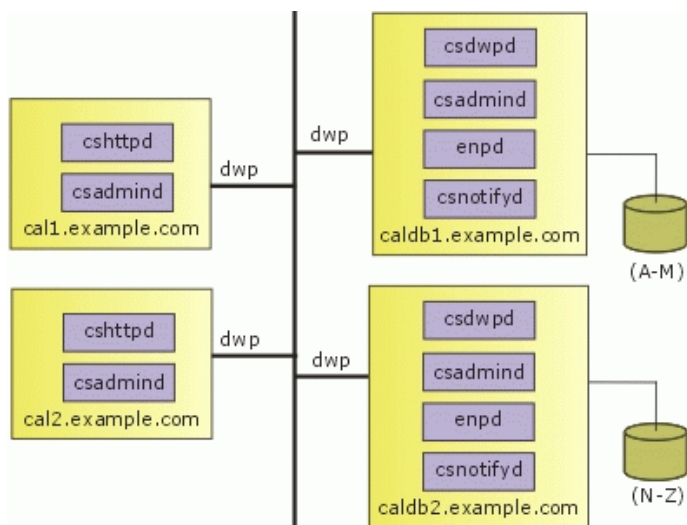 cshttpd
csadmind
cal1.example.com
dwp
dwp
csdwpd
csadmind
enpd
csnotifyd
caldb1.example.com
(A-M)
cshttpd
csadmind
cal2.example.com
dwp
dwp
csdwpd
csadmind
enpd
csnotifyd
caldb2.example.com
(N-Z)